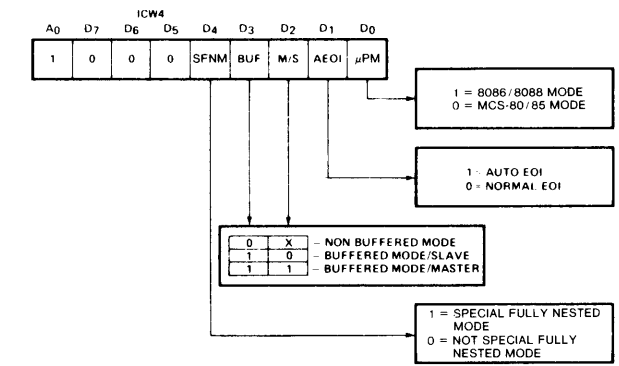 ICW4
A0 D7 D6 D5 D4 D3 D2 D1 D0
1 0 0 0 SFNM BUF M/S AEOI μPM
1 = 8086/8088 MODE
0 = MCS-80/85 MODE
1 - AUTO EOI
0 = NORMAL EOI
0 X – NON BUFFERED MODE
1 0 – BUFFERED MODE/SLAVE
1 1 – BUFFERED MODE/MASTER
1 = SPECIAL FULLY NESTED
MODE
0 = NOT SPECIAL FULLY
NESTED MODE